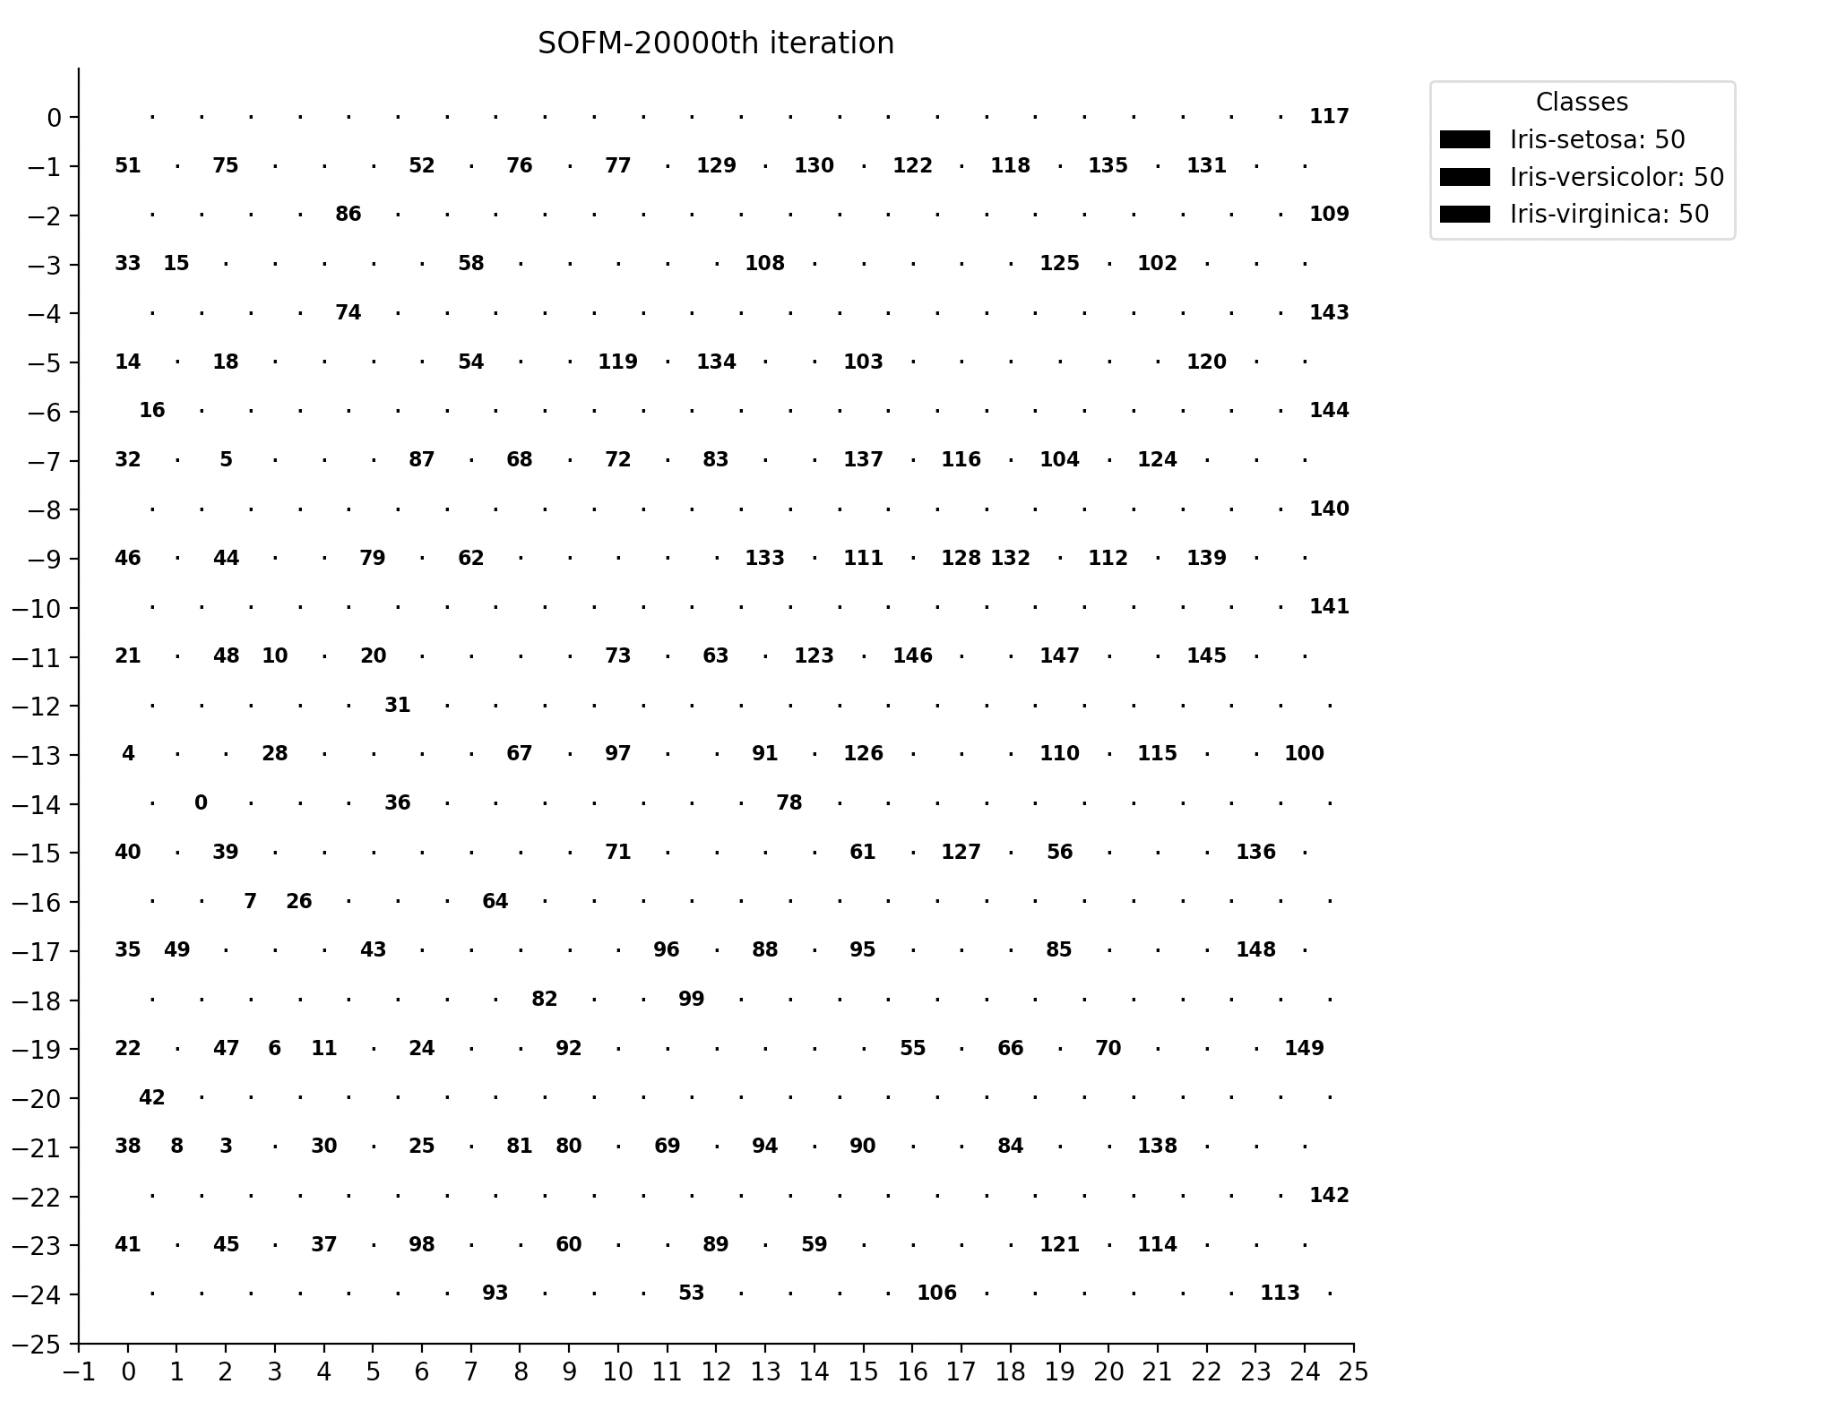 SOFM-20000th iteration
0 117
−1 51 75 52 76 77 129 130 122 118 135 131
−2 86 109
−3 33 15 58 108 125 102
−4 74 143
−5 14 18 54 119 134 103 120
−6 16 144
−7 32 5 87 68 72 83 137 116 104 124
−8 140
−9 46 44 79 62 133 111 128 132 112 139
−10 141
−11 21 48 10 20 73 63 123 146 147 145
−12 31
−13 4 28 67 97 91 126 110 115 100
−14 0 36 78
−15 40 39 71 61 127 56 136
−16 7 26 64
−17 35 49 43 96 88 95 85 148
−18 82 99
−19 22 47 6 11 24 92 55 66 70 149
−20 42
−21 38 8 3 30 25 81 80 69 94 90 84 138
−22 142
−23 41 45 37 98 60 89 59 121 114
−24 93 53 106 113
−25
−1 0 1 2 3 4 5 6 7 8 9 10 11 12 13 14 15 16 17 18 19 20 21 22 23 24 25
Classes
Iris-setosa: 50
Iris-versicolor: 50
Iris-virginica: 50